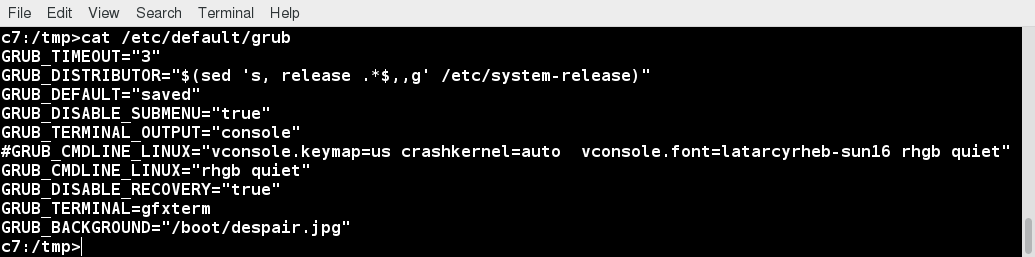 File Edit View Search Terminal Help
c7:/tmp>cat /etc/default/grub
GRUB_TIMEOUT="3"
GRUB_DISTRIBUTOR="$(sed 's, release .*$,,g' /etc/system-release)"
GRUB_DEFAULT="saved"
GRUB_DISABLE_SUBMENU="true"
GRUB_TERMINAL_OUTPUT="console"
#GRUB_CMDLINE_LINUX="vconsole.keymap=us crashkernel=auto  vconsole.font=latarcyrheb-sun16 rhgb quiet"
GRUB_CMDLINE_LINUX="rhgb quiet"
GRUB_DISABLE_RECOVERY="true"
GRUB_TERMINAL=gfxterm
GRUB_BACKGROUND="/boot/despair.jpg"
c7:/tmp>